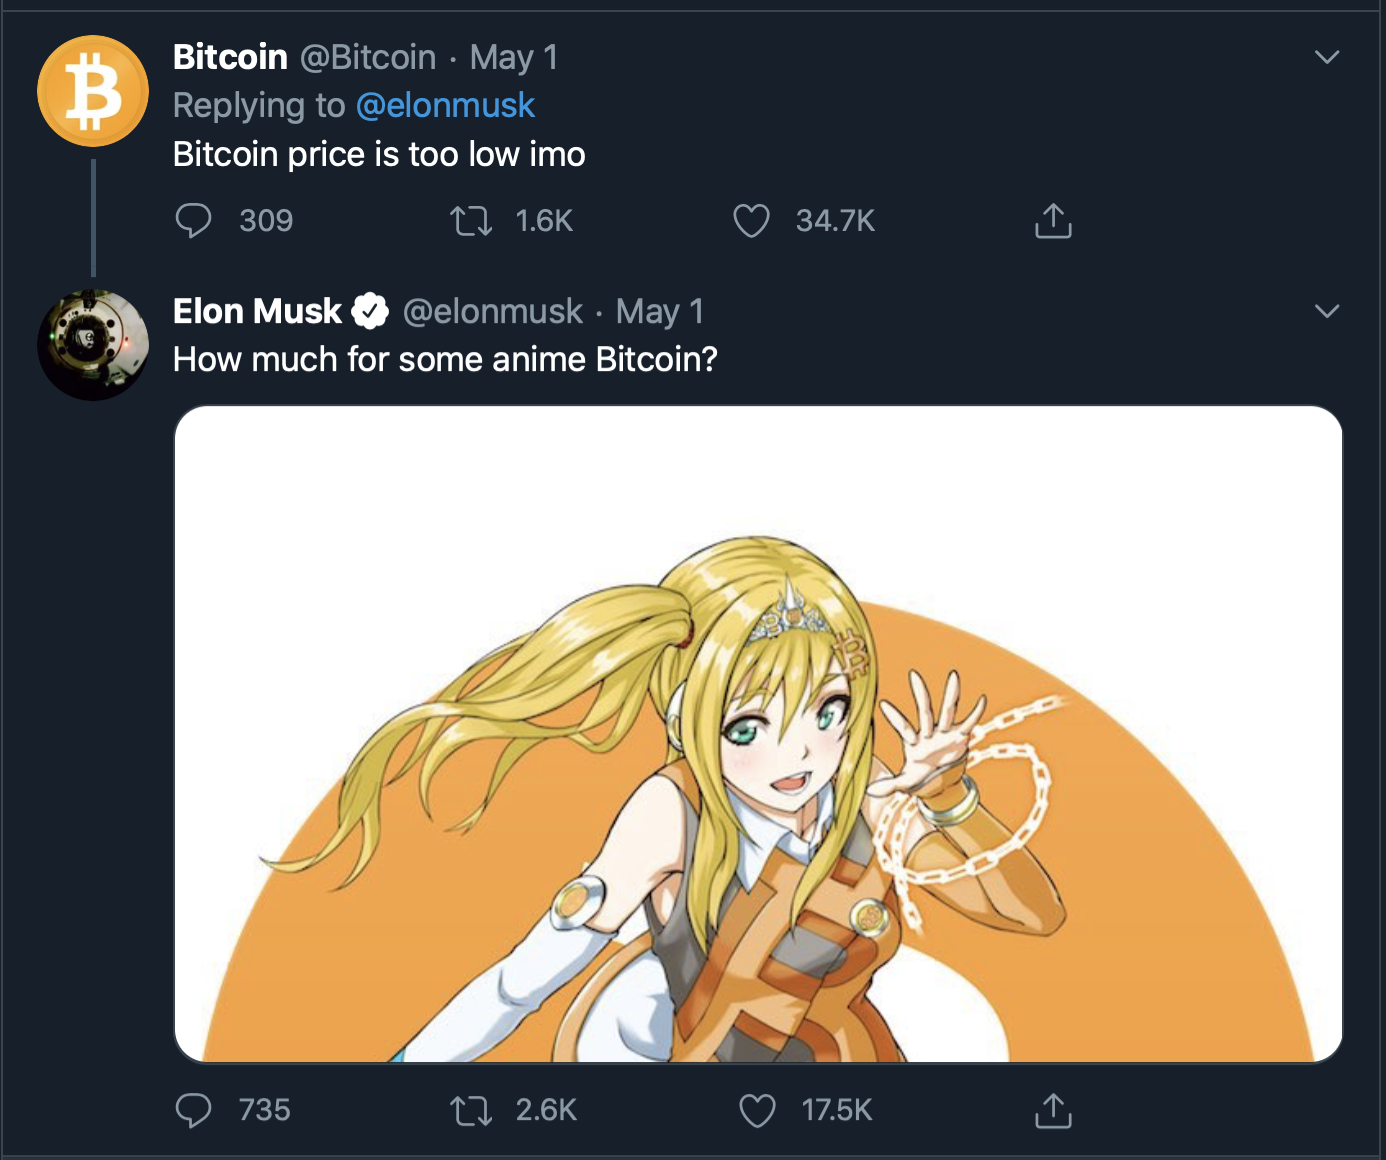 Bitcoin @Bitcoin · May 1
Replying to @elonmusk
Bitcoin price is too low imo
309 1.6K 34.7K
Elon Musk @elonmusk · May 1
How much for some anime Bitcoin?
735 2.6K 17.5K